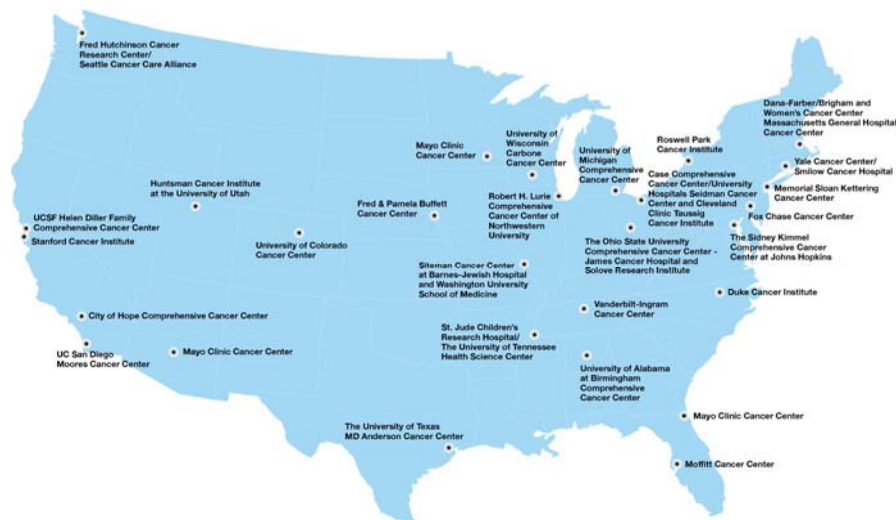 Fred Hutchinson Cancer
Research Center/
Seattle Cancer Care Alliance
Dana-Farber/Brigham and
Women's Cancer Center
Massachusetts General Hospital
Cancer Center
Mayo Clinic
Cancer Center
University of
Wisconsin
Carbone
Cancer Center
University of
Michigan
Comprehensive
Cancer Center
Roswell Park
Cancer Institute
Yale Cancer Center/
Smilow Cancer Hospital
Case Comprehensive
Cancer Center/University
Hospitals Seidman Cancer
Center and Cleveland
Clinic Taussig
Cancer Institute
Memorial Sloan Kettering
Cancer Center
Huntsman Cancer Institute
at the University of Utah
Fred & Pamela Buffett
Cancer Center
Robert H. Lurie
Comprehensive
Cancer Center of
Northwestern
University
Fox Chase Cancer Center
UCSF Helen Diller Family
Comprehensive Cancer Center
Stanford Cancer Institute
University of Colorado
Cancer Center
The Ohio State University
Comprehensive Cancer Center -
James Cancer Hospital and
Solove Research Institute
The Sidney Kimmel
Comprehensive Cancer
Center at Johns Hopkins
Siteman Cancer Center
at Barnes-Jewish Hospital
and Washington University
School of Medicine
Duke Cancer Institute
City of Hope Comprehensive Cancer Center
Vanderbilt-Ingram
Cancer Center
St. Jude Children's
Research Hospital/
The University of Tennessee
Health Science Center
UC San Diego
Moores Cancer Center
Mayo Clinic Cancer Center
University of Alabama
at Birmingham
Comprehensive
Cancer Center
Mayo Clinic Cancer Center
The University of Texas
MD Anderson Cancer Center
Moffitt Cancer Center